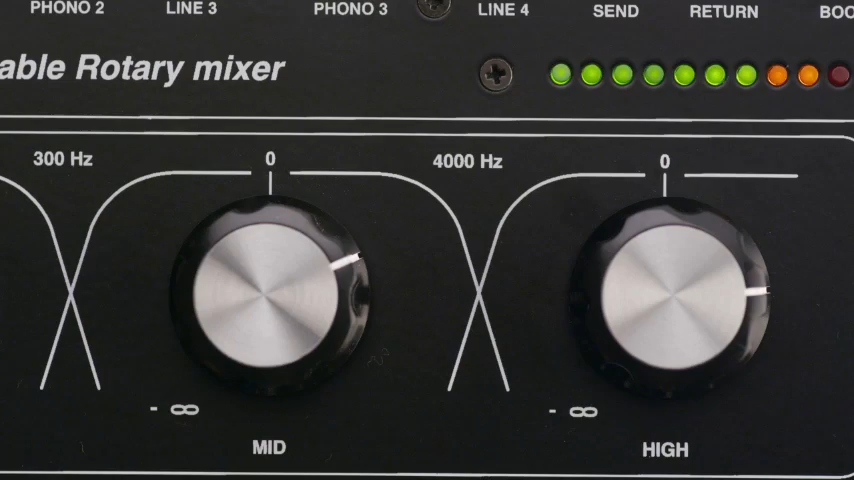 PHONO 2 LINE 3 PHONO 3 LINE 4 SEND RETURN BOO
able Rotary mixer
300 Hz 0 4000 Hz 0
- ∞ - ∞
MID HIGH